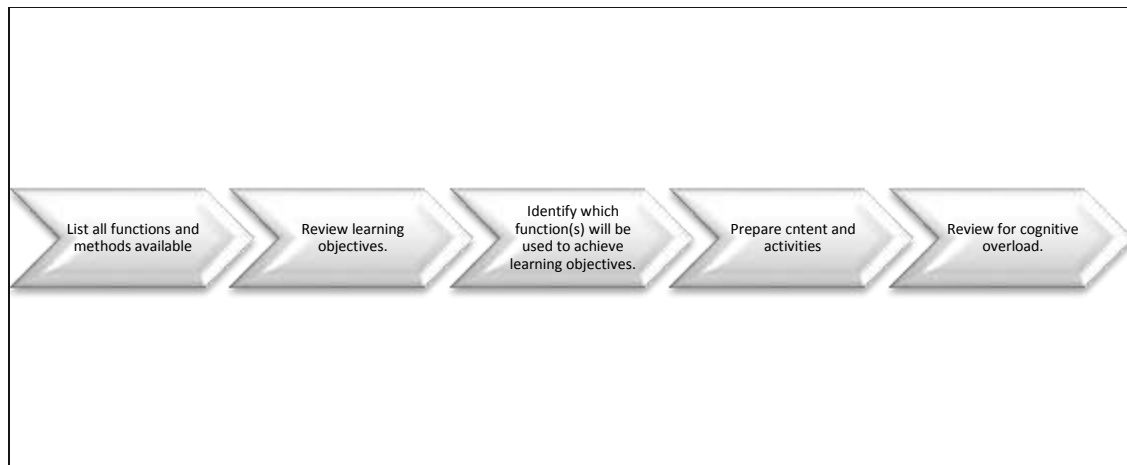 List all functions and
methods available
Review learning
objectives.
Identify which
function(s) will be
used to achieve
learning objectives.
Prepare cntent and
activities
Review for cognitive
overload.